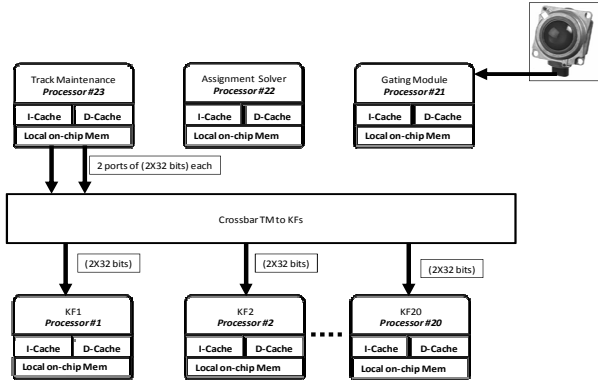 Track Maintenance
Processor #23
I-Cache D-Cache
Local on-chip Mem
Assignment Solver
Processor #22
I-Cache D-Cache
Local on-chip Mem
Gating Module
Processor #21
I-Cache D-Cache
Local on-chip Mem
2 ports of (2X32 bits) each
Crossbar TM to KFs
(2X32 bits)
(2X32 bits)
(2X32 bits)
KF1
Processor #1
I-Cache D-Cache
Local on-chip Mem
KF2
Processor #2
I-Cache D-Cache
Local on-chip Mem
KF20
Processor #20
I-Cache D-Cache
Local on-chip Mem